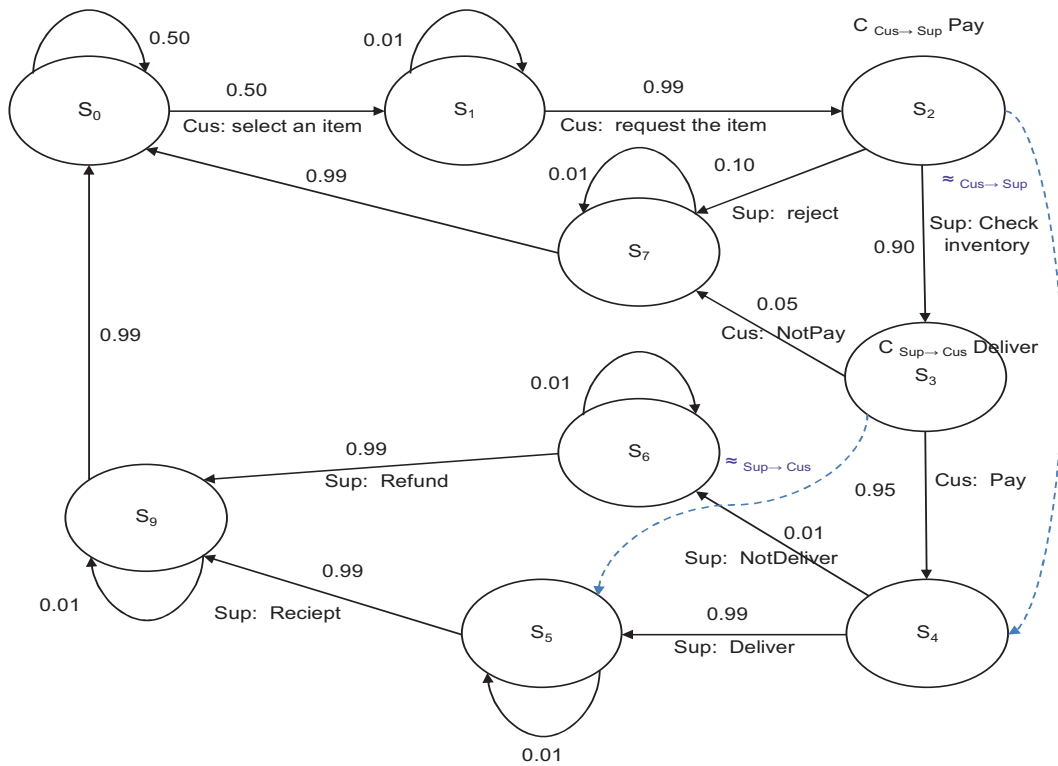 0.50
0.01
C Cus→ Sup Pay
S0
0.50
Cus: select an item
S1
0.99
Cus: request the item
S2
0.01
0.10
Sup: reject
≈ Cus→ Sup
Sup: Check
inventory
0.90
0.99
S7
0.05
Cus: NotPay
C Sup→ Cus Deliver
S3
0.99
0.01
S6
≈ Sup→ Cus
0.99
Sup: Refund
0.95
Cus: Pay
S9
0.01
Sup: NotDeliver
0.01
0.99
Sup: Reciept
S5
0.99
Sup: Deliver
S4
0.01